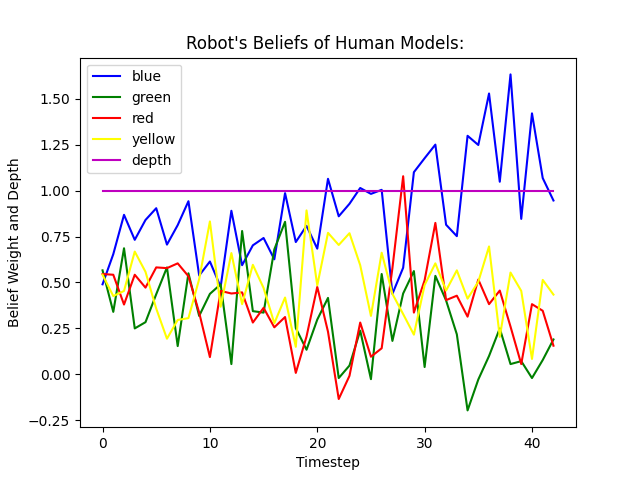 Robot's Beliefs of Human Models:
blue
green
red
yellow
depth
Belief Weight and Depth
1.50
1.25
1.00
0.75
0.50
0.25
0.00
−0.25
0
10
20
30
40
Timestep